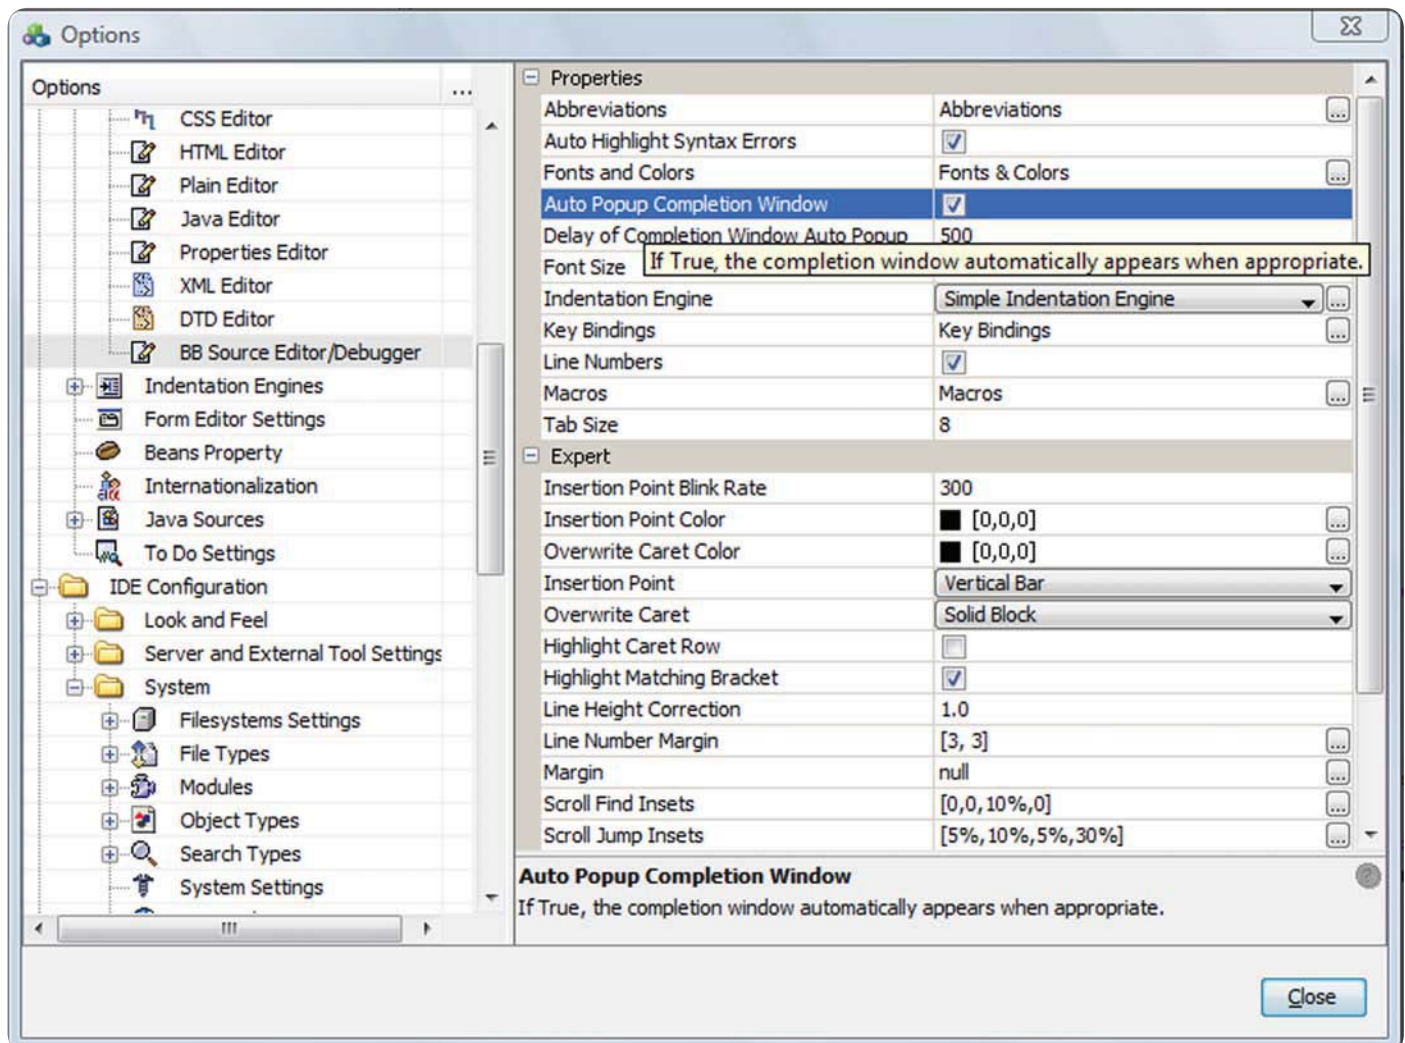 Options
Options ...
CSS Editor
HTML Editor
Plain Editor
Java Editor
Properties Editor
XML Editor
DTD Editor
BB Source Editor/Debugger
Indentation Engines
Form Editor Settings
Beans Property
Internationalization
Java Sources
To Do Settings
IDE Configuration
Look and Feel
Server and External Tool Settings
System
Filesystems Settings
File Types
Modules
Object Types
Search Types
System Settings
Properties
Abbreviations Abbreviations ...
Auto Highlight Syntax Errors
Fonts and Colors Fonts & Colors ...
Auto Popup Completion Window
Delay of Completion Window Auto Popup 500
If True, the completion window automatically appears when appropriate.
Font Size
Indentation Engine Simple Indentation Engine ...
Key Bindings Key Bindings ...
Line Numbers
Macros Macros ...
Tab Size 8
Expert
Insertion Point Blink Rate 300
Insertion Point Color [0,0,0] ...
Overwrite Caret Color [0,0,0] ...
Insertion Point Vertical Bar
Overwrite Caret Solid Block
Highlight Caret Row
Highlight Matching Bracket
Line Height Correction 1.0
Line Number Margin [3, 3] ...
Margin null ...
Scroll Find Insets [0,0,10%,0] ...
Scroll Jump Insets [5%,10%,5%,30%] ...
Auto Popup Completion Window ?
If True, the completion window automatically appears when appropriate.
Close